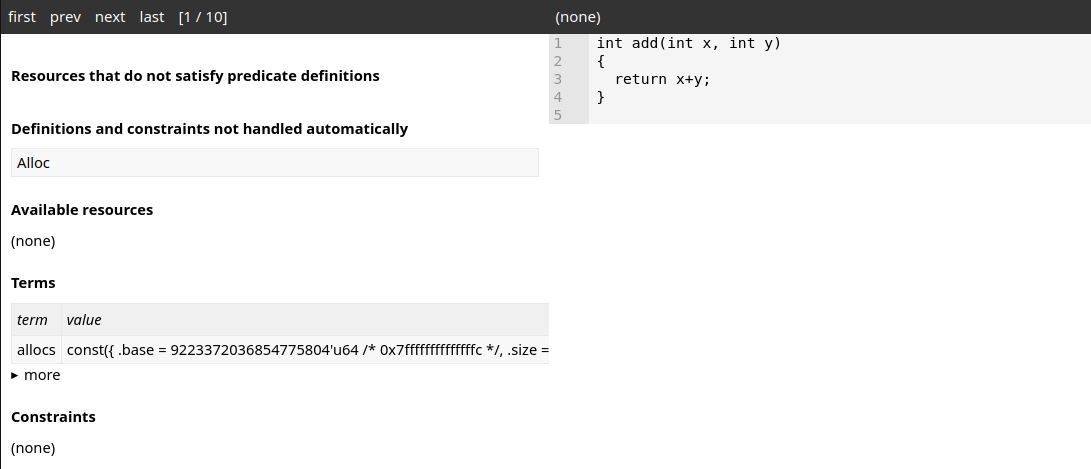 first prev next last [1 / 10]
(none)
Resources that do not satisfy predicate definitions
Definitions and constraints not handled automatically
Alloc
Available resources
(none)
Terms
term value
allocs const({ .base = 9223372036854775804'u64 /* 0x7ffffffffffffffc */, .size =
▸ more
Constraints
(none)
1 int add(int x, int y)
2 {
3   return x+y;
4 }
5